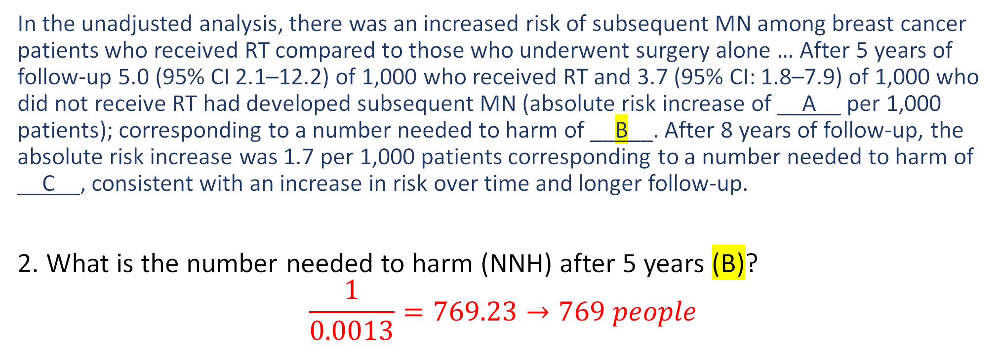 In the unadjusted analysis, there was an increased risk of subsequent MN among breast cancer
patients who received RT compared to those who underwent surgery alone ... After 5 years of
follow-up 5.0 (95% CI 2.1–12.2) of 1,000 who received RT and 3.7 (95% CI: 1.8–7.9) of 1,000 who
did not receive RT had developed subsequent MN (absolute risk increase of __A__ per 1,000
patients); corresponding to a number needed to harm of __B__. After 8 years of follow-up, the
absolute risk increase was 1.7 per 1,000 patients corresponding to a number needed to harm of
__C__, consistent with an increase in risk over time and longer follow-up.
2. What is the number needed to harm (NNH) after 5 years (B)?
1
0.0013
= 769.23 → 769 people